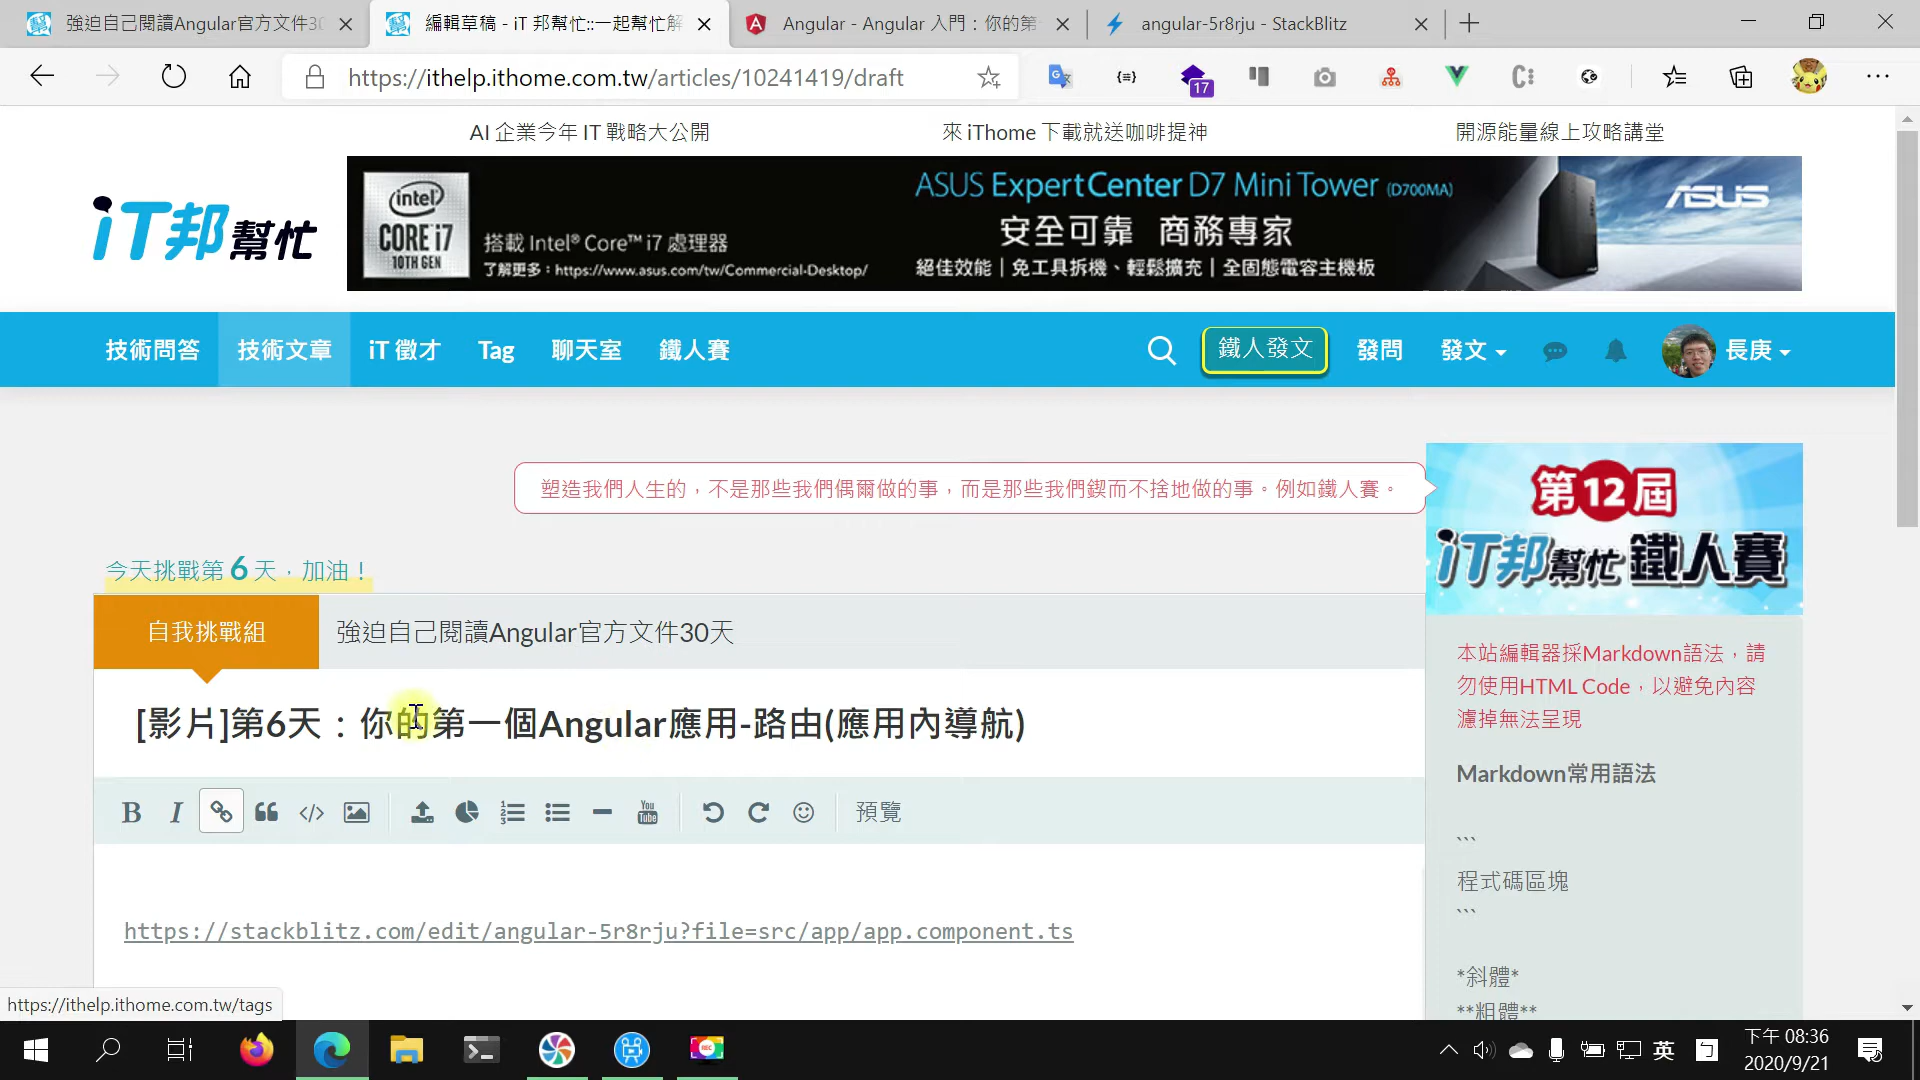 強迫自己閱讀Angular官方文件30
編輯草稿 - iT 邦幫忙::一起幫忙解
Angular - Angular 入門：你的第一
angular-5r8rju - StackBlitz
https://ithelp.ithome.com.tw/articles/10241419/draft
17
AI 企業今年 IT 戰略大公開
來 iThome 下載就送咖啡提神
開源能量線上攻略講堂
iT邦幫忙
intel
CORE i7
10TH GEN
搭載 Intel® Core™ i7 處理器
了解更多：https://www.asus.com/tw/Commercial-Desktop/
ASUS ExpertCenter D7 Mini Tower (D700MA)
安全可靠 商務專家
絕佳效能 | 免工具拆機、輕鬆擴充 | 全固態電容主機板
ASUS
技術問答
技術文章
iT 徵才
Tag
聊天室
鐵人賽
鐵人發文
發問
發文
長庚
塑造我們人生的，不是那些我們偶爾做的事，而是那些我們鍥而不捨地做的事。例如鐵人賽。
第12屆
iT邦幫忙 鐵人賽
今天挑戰第 6 天，加油！
自我挑戰組
強迫自己閱讀Angular官方文件30天
[影片]第6天：你的第一個Angular應用-路由(應用內導航)
B
I
</>
You
Tube
預覽
https://stackblitz.com/edit/angular-5r8rju?file=src/app/app.component.ts
本站編輯器採Markdown語法，請
勿使用HTML Code，以避免內容
濾掉無法呈現
Markdown常用語法
```
程式碼區塊
```
*斜體*
**粗體**
https://ithelp.ithome.com.tw/tags
REC
英
下午 08:36
2020/9/21